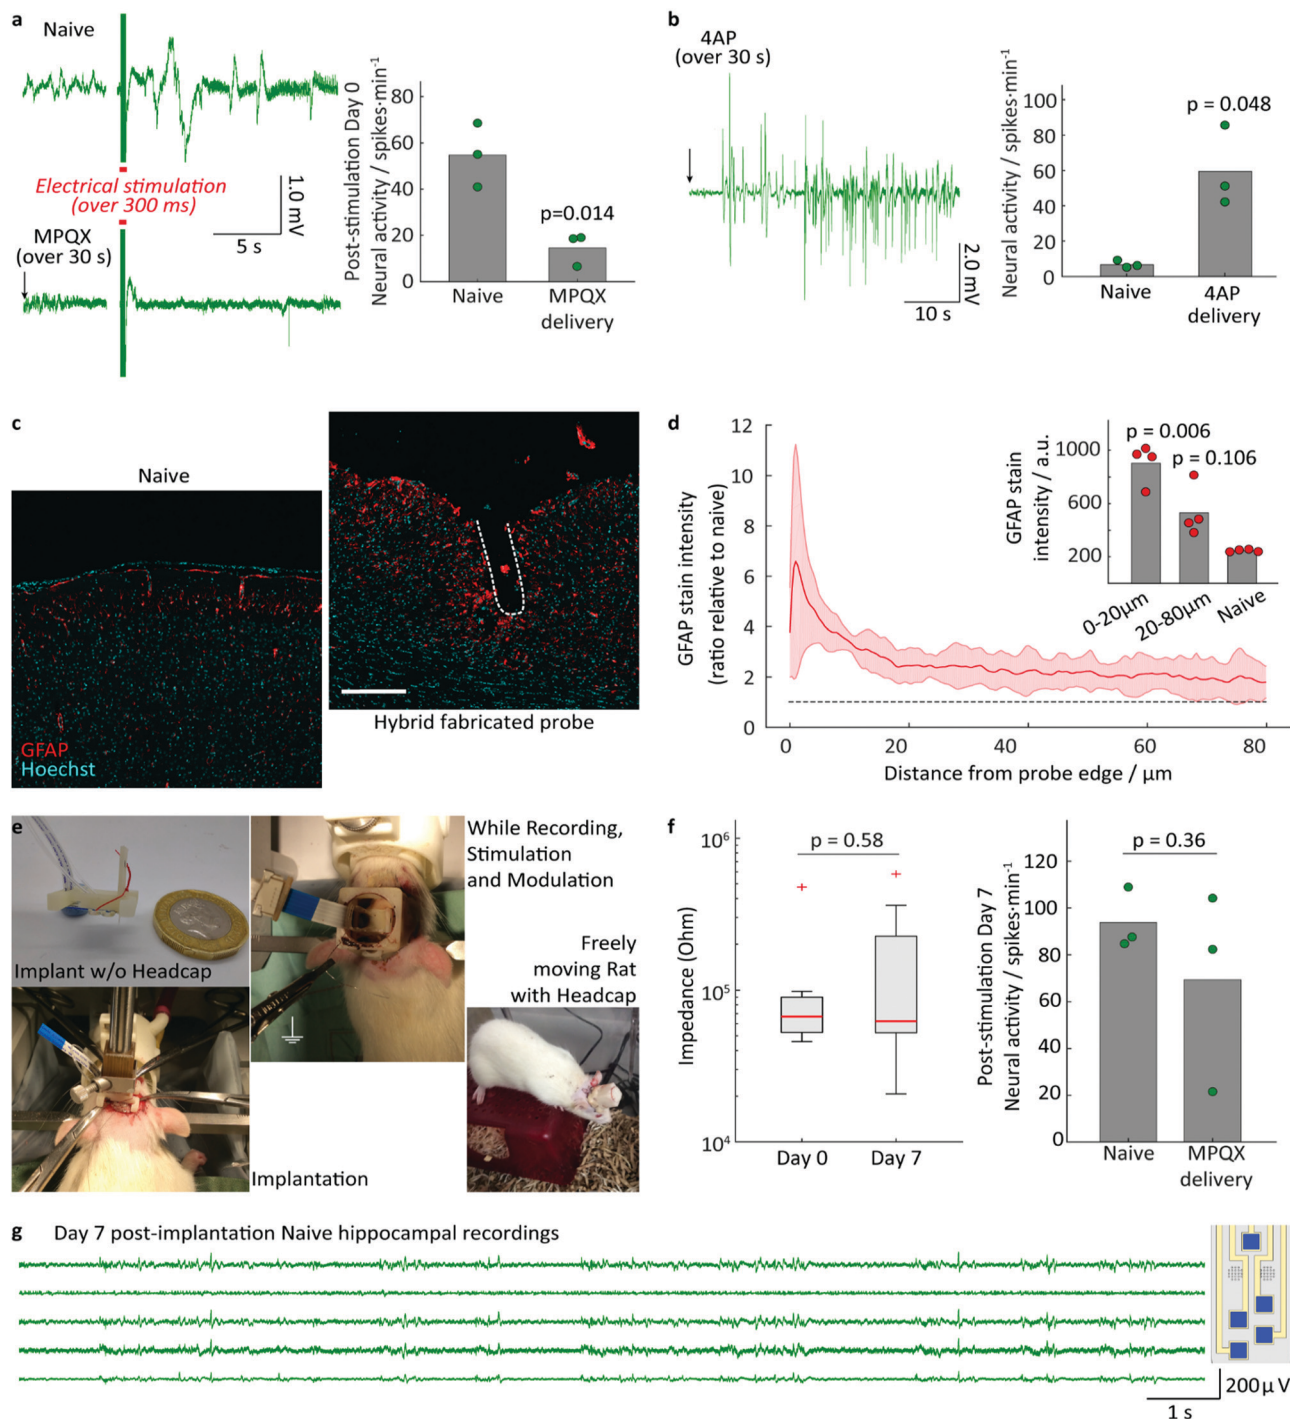 a
Naive
Electrical stimulation
(over 300 ms)
MPQX
(over 30 s)
1.0 mV
5 s
Post-stimulation Day 0
Neural activity / spikes·min⁻¹
80
60
40
20
0
p=0.014
Naive
MPQX
delivery
b
4AP
(over 30 s)
2.0 mV
10 s
Neural activity / spikes·min⁻¹
100
80
60
40
20
0
p = 0.048
Naive
4AP
delivery
c
Naive
GFAP
Hoechst
Hybrid fabricated probe
d
GFAP stain intensity
(ratio relative to naive)
12
10
8
6
4
2
0
0
20
40
60
80
Distance from probe edge / μm
GFAP stain
intensity / a.u.
1000
600
200
p = 0.006
p = 0.106
0-20μm
20-80μm
Naive
e
Implant w/o Headcap
While Recording,
Stimulation
and Modulation
Freely
moving Rat
with Headcap
Implantation
f
Impedance (Ohm)
10⁶
10⁵
10⁴
p = 0.58
Day 0
Day 7
Post-stimulation Day 7
Neural activity / spikes·min⁻¹
120
100
80
60
40
20
0
p = 0.36
Naive
MPQX
delivery
g Day 7 post-implantation Naive hippocampal recordings
200 μV
1 s